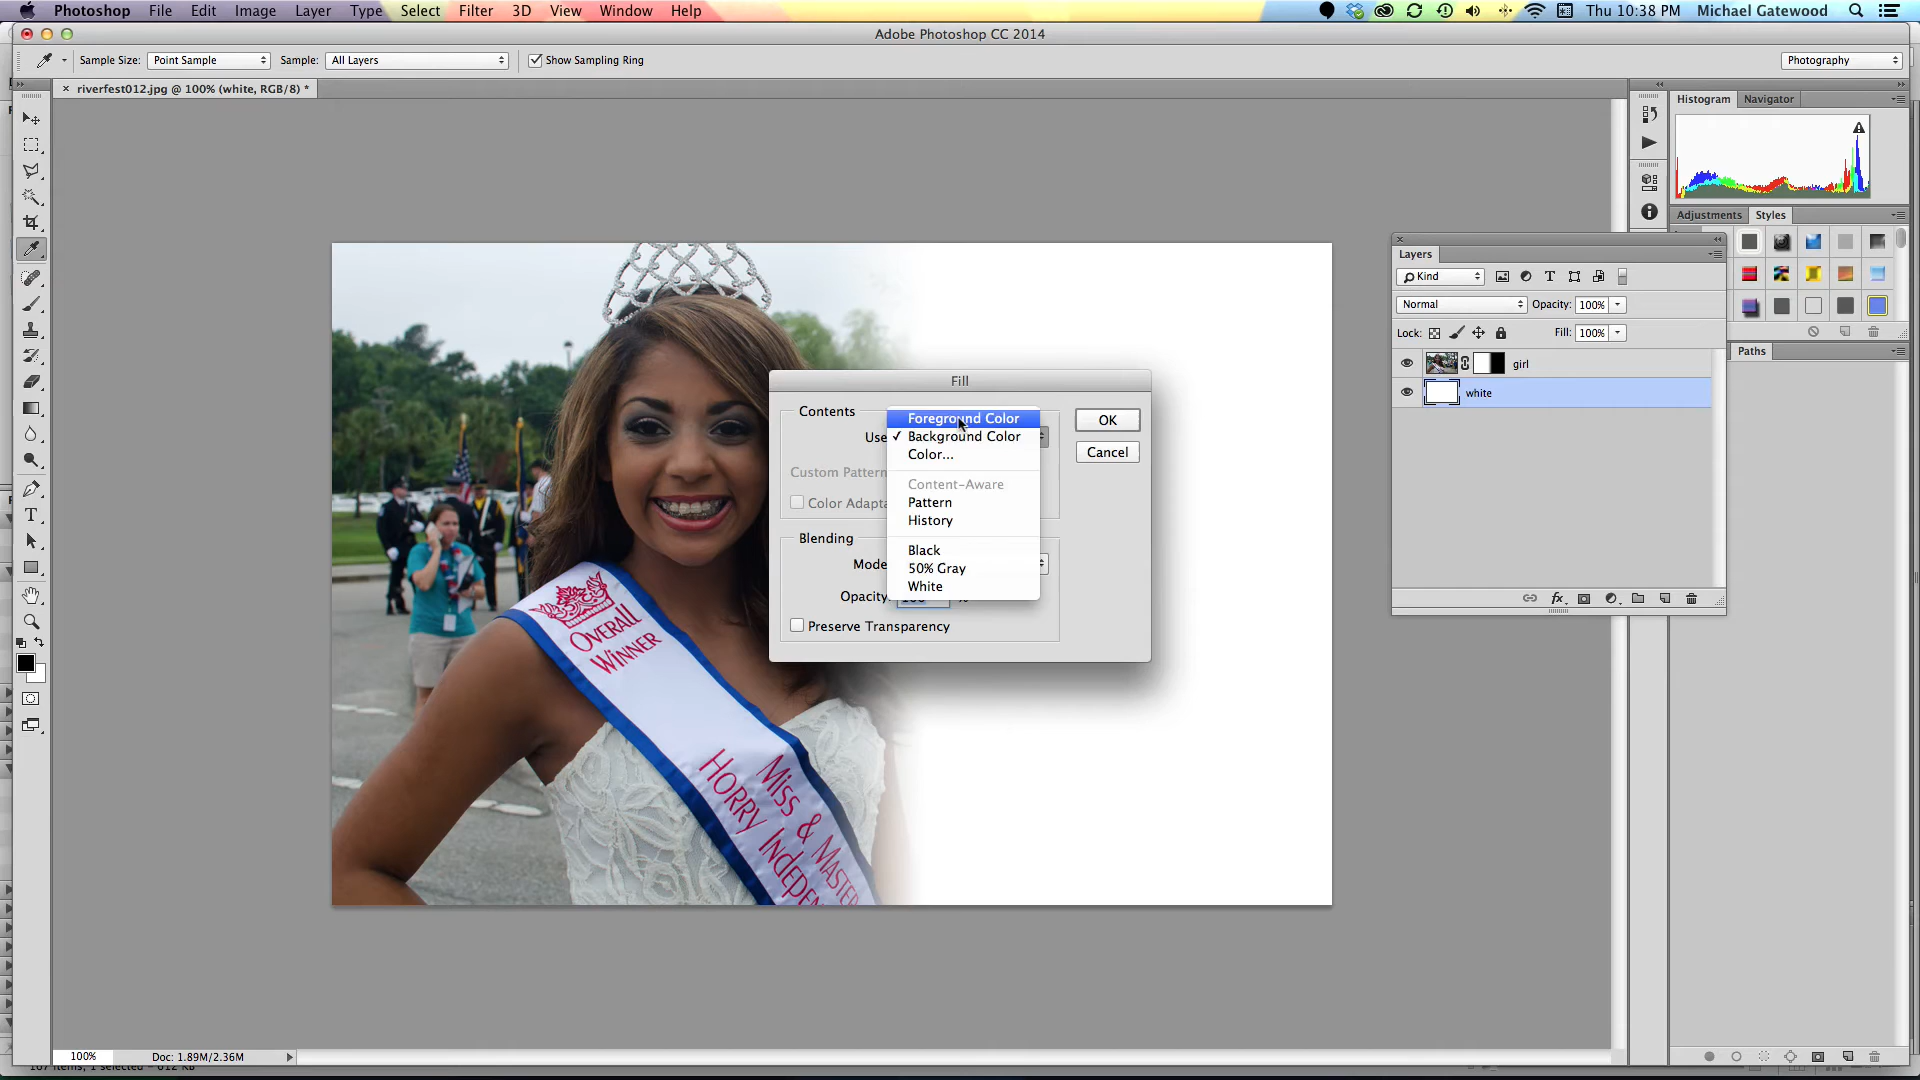 Photoshop File Edit Image Layer Type Select Filter 3D View Window Help Thu 10:38 PM Michael Gatewood
Adobe Photoshop CC 2014
Sample Size: Point Sample Sample: All Layers Show Sampling Ring Photography
× riverfest012.jpg @ 100% (white, RGB/8) *
Histogram Navigator
Adjustments Styles
Layers
Kind
Normal Opacity: 100%
Lock: Fill: 100%
girl
white
Paths
Fill
Contents
Use
Foreground Color
✓ Background Color
Color...
Content-Aware
Pattern
History
Black
50% Gray
White
Custom Pattern
Color Adapta
Blending
Mode
Opacity:
Preserve Transparency
OK
Cancel
OVERALL
WINNER
MISS & MASTER
HORRY INDEPEN
100% Doc: 1.89M/2.36M